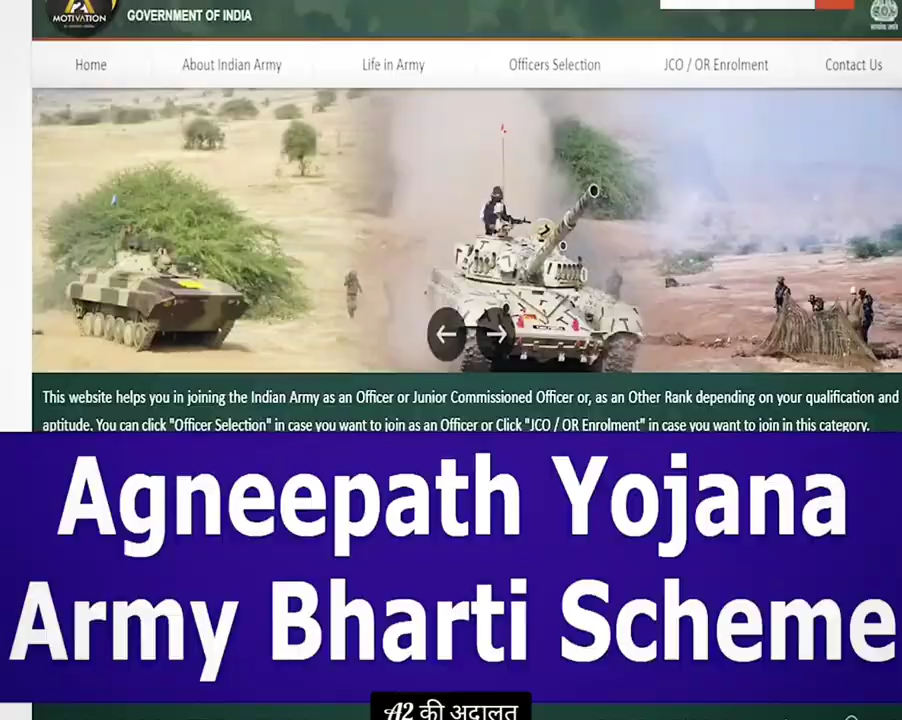 A2
MOTIVATION
GOVERNMENT OF INDIA
Home About Indian Army Life in Army Officers Selection JCO / OR Enrolment Contact Us
This website helps you in joining the Indian Army as an Officer or Junior Commissioned Officer or, as an Other Rank depending on your qualification and
aptitude. You can click "Officer Selection" in case you want to join as an Officer or Click "JCO / OR Enrolment" in case you want to join in this category.
Agneepath Yojana
Army Bharti Scheme
A2 की अदालत